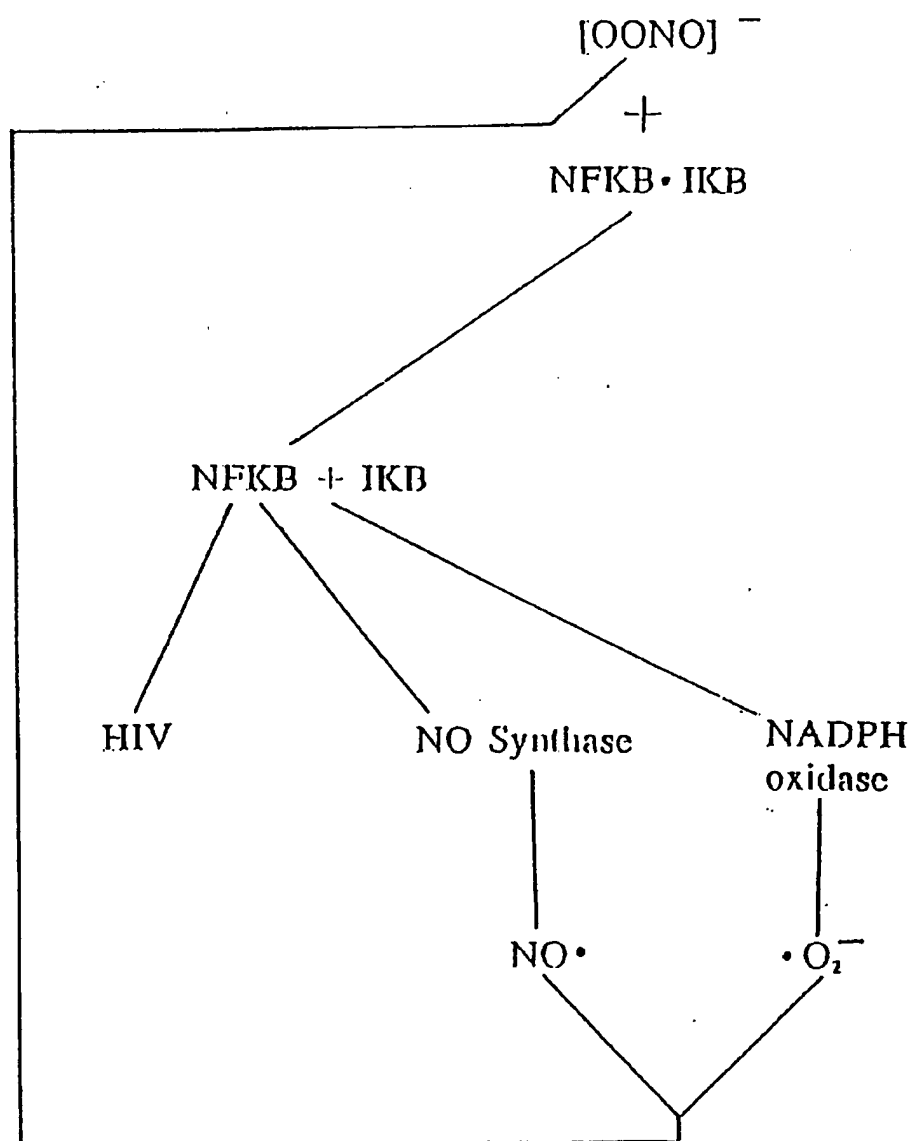 [OONO]⁻
+
NFKB • IKB
NFKB + IKB
HIV
NO Synthase
NADPH
oxidase
NO•
•O₂⁻